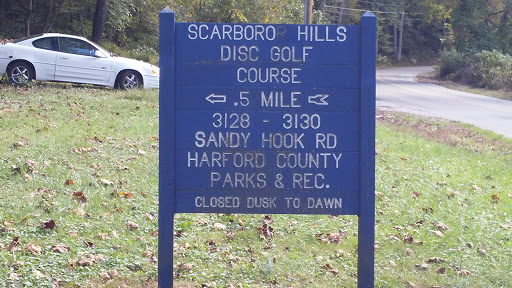 SCARBORO HILLS
DISC GOLF
COURSE
.5 MILE
3128 - 3130
SANDY HOOK RD
HARFORD COUNTY
PARKS & REC.
CLOSED DUSK TO DAWN